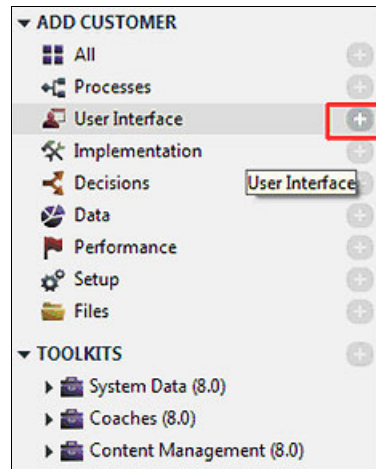 ADD CUSTOMER
All
Processes
User Interface
Implementation
Decisions
User Interface
Data
Performance
Setup
Files
TOOLKITS
System Data (8.0)
Coaches (8.0)
Content Management (8.0)